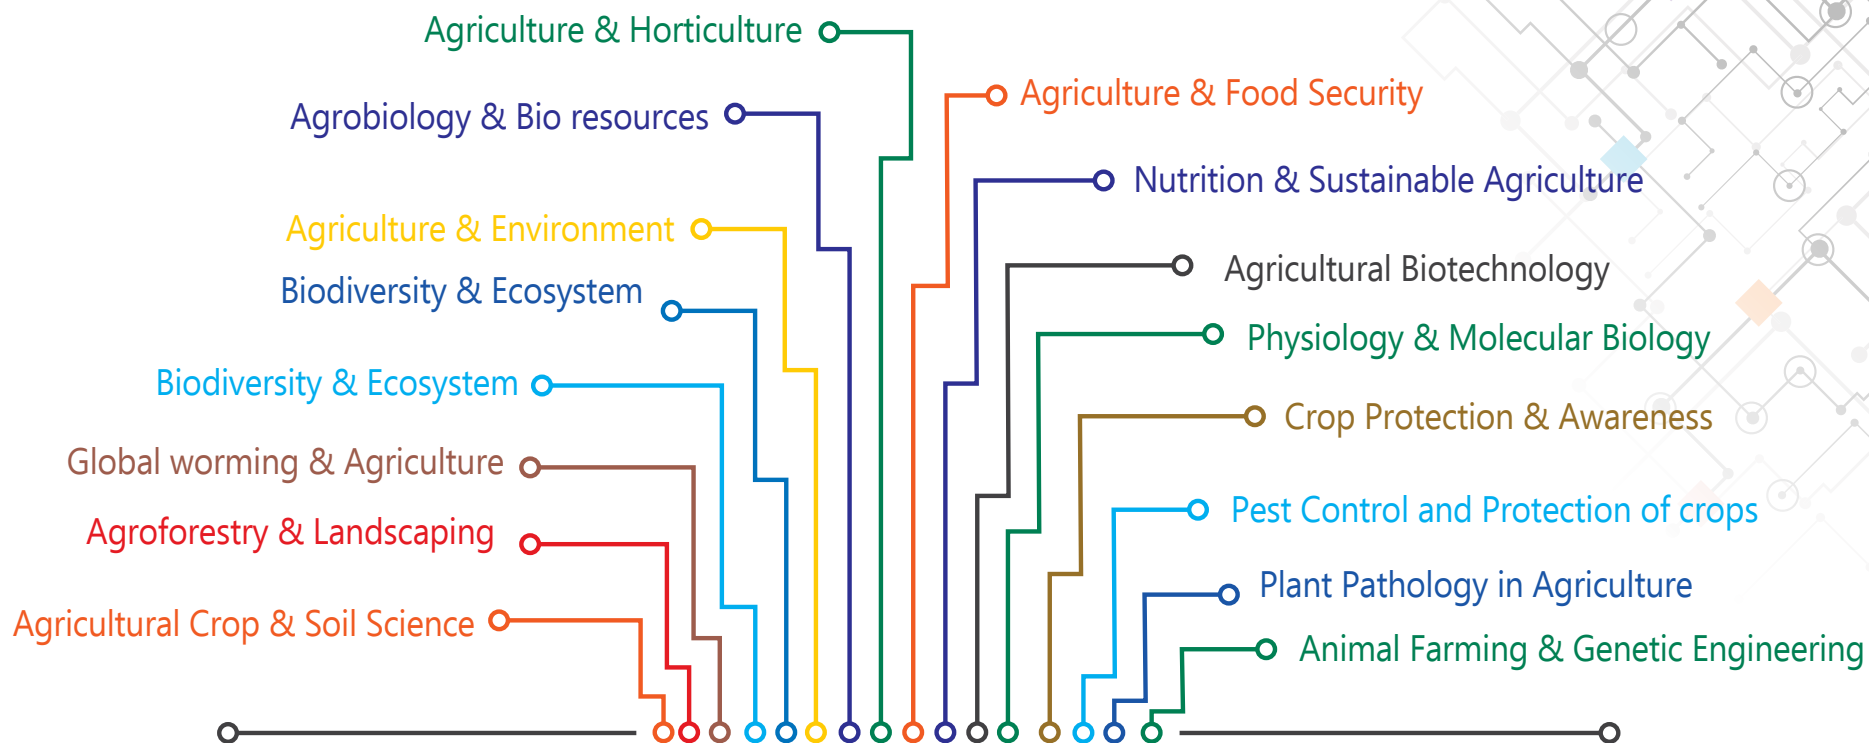 Agriculture & Horticulture
Agrobiology & Bio resources
Agriculture & Environment
Biodiversity & Ecosystem
Biodiversity & Ecosystem
Global worming & Agriculture
Agroforestry & Landscaping
Agricultural Crop & Soil Science
Agriculture & Food Security
Nutrition & Sustainable Agriculture
Agricultural Biotechnology
Physiology & Molecular Biology
Crop Protection & Awareness
Pest Control and Protection of crops
Plant Pathology in Agriculture
Animal Farming & Genetic Engineering